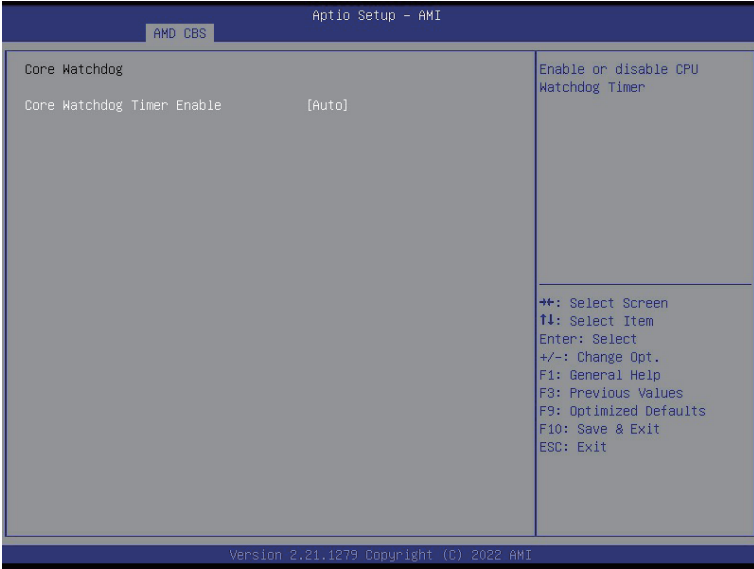 Aptio Setup – AMI
AMD CBS
Core Watchdog
Core Watchdog Timer Enable [Auto]
Enable or disable CPU
Watchdog Timer
→←: Select Screen
↑↓: Select Item
Enter: Select
+/-: Change Opt.
F1: General Help
F3: Previous Values
F9: Optimized Defaults
F10: Save & Exit
ESC: Exit
Version 2.21.1279 Copyright (C) 2022 AMI